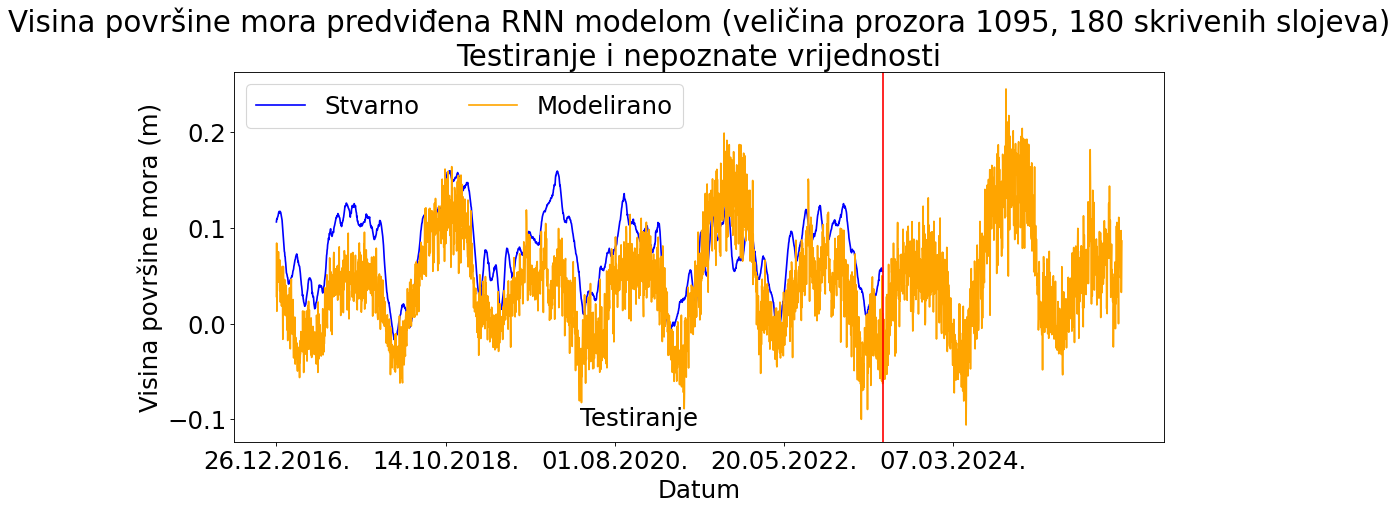 Visina površine mora predviđena RNN modelom (veličina prozora 1095, 180 skrivenih slojeva)
Testiranje i nepoznate vrijednosti
Stvarno Modelirano
Visina površine mora (m)
0.2
0.1
0.0
−0.1
Testiranje
26.12.2016. 14.10.2018. 01.08.2020. 20.05.2022. 07.03.2024.
Datum